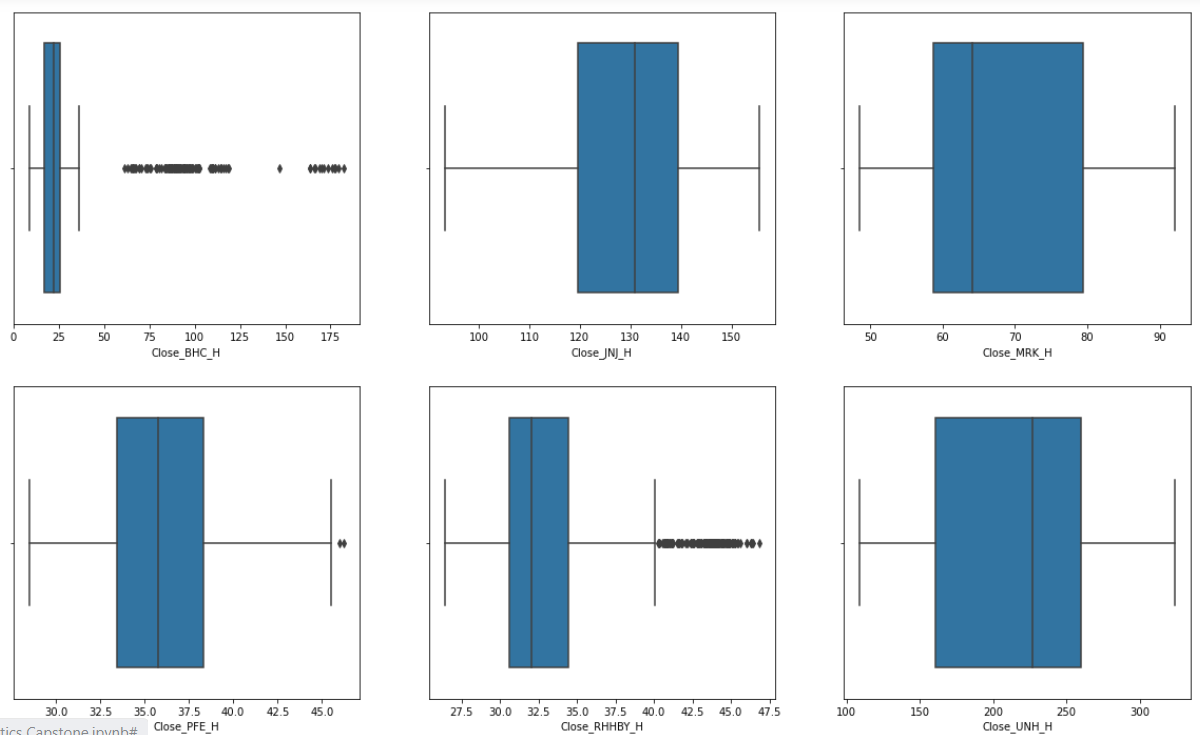 0 25 50 75 100 125 150 175
Close_BHC_H
100 110 120 130 140 150
Close_JNJ_H
50 60 70 80 90
Close_MRK_H
30.0 32.5 35.0 37.5 40.0 42.5 45.0
Close_PFE_H
27.5 30.0 32.5 35.0 37.5 40.0 42.5 45.0 47.5
Close_RHHBY_H
100 150 200 250 300
Close_UNH_H
tics Capstone.ipynb#